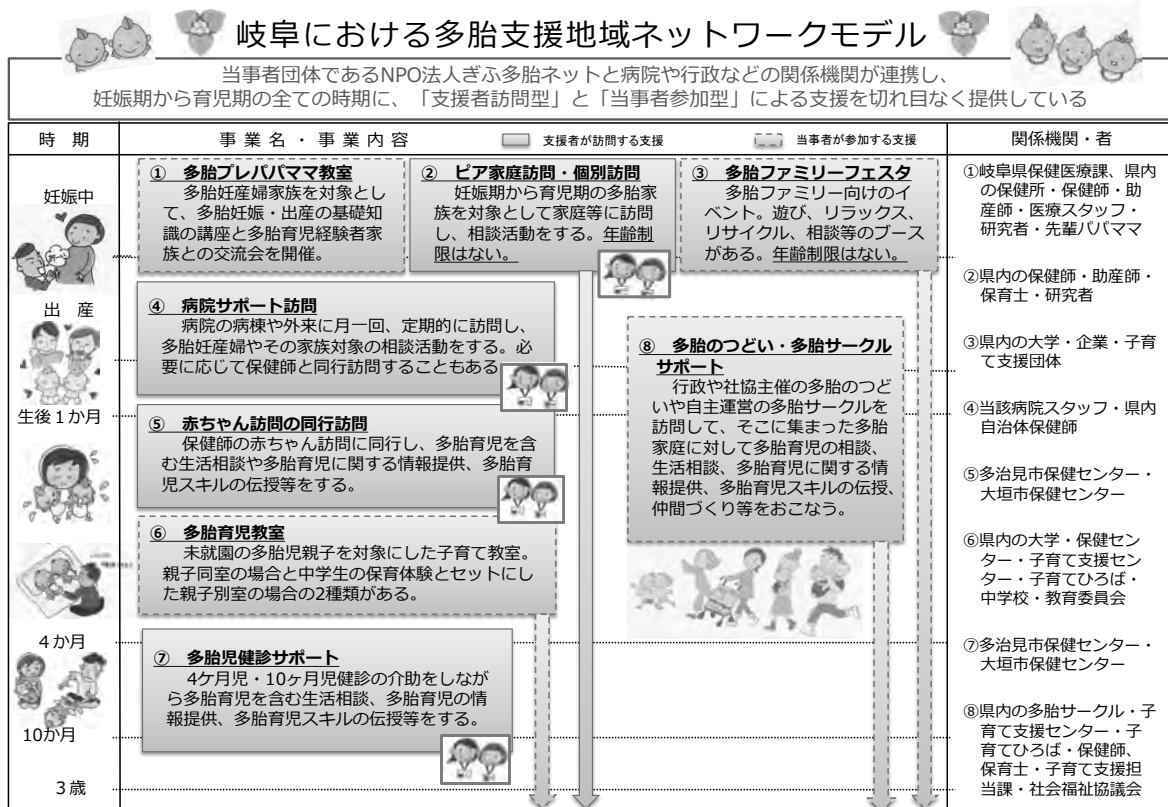 岐阜における多胎支援地域ネットワークモデル
当事者団体であるNPO法人ぎふ多胎ネットと病院や行政などの関係機関が連携し、
妊娠期から育児期の全ての時期に、「支援者訪問型」と「当事者参加型」による支援を切れ目なく提供している
時 期
事 業 名 ・ 事 業 内 容
支援者が訪問する支援
当事者が参加する支援
関係機関・者
妊娠中
出 産
生後1か月
4か月
10か月
3歳
① 多胎プレパパママ教室
多胎妊産婦家族を対象とし
て、多胎妊娠・出産の基礎知
識の講座と多胎育児経験者家
族との交流会を開催。
② ピア家庭訪問・個別訪問
妊娠期から育児期の多胎家
族を対象として家庭等に訪問
し、相談活動をする。年齢制
限はない。
③ 多胎ファミリーフェスタ
多胎ファミリー向けのイ
ベント。遊び、リラックス、
リサイクル、相談等のブース
がある。年齢制限はない。
④ 病院サポート訪問
病院の病棟や外来に月一回、定期的に訪問し、
多胎妊産婦やその家族対象の相談活動をする。必
要に応じて保健師と同行訪問することもある
⑤ 赤ちゃん訪問の同行訪問
保健師の赤ちゃん訪問に同行し、多胎育児を含
む生活相談や多胎育児に関する情報提供、多胎育
児スキルの伝授等をする。
⑥ 多胎育児教室
未就園の多胎児親子を対象にした子育て教室。
親子同室の場合と中学生の保育体験とセットにし
た親子別室の場合の2種類がある。
⑦ 多胎児健診サポート
4ケ月児・10ヶ月児健診の介助をしなが
ら多胎育児を含む生活相談、多胎育児の情
報提供、多胎育児スキルの伝授等をする。
⑧ 多胎のつどい・多胎サークル
サポート
行政や社協主催の多胎のつど
いや自主運営の多胎サークルを
訪問して、そこに集まった多胎
家庭に対して多胎育児の相談、
生活相談、多胎育児に関する情
報提供、多胎育児スキルの伝授、
仲間づくり等をおこなう。
①岐阜県保健医療課、県内
の保健所・保健師・助
産師・医療スタッフ・
研究者・先輩パパママ
②県内の保健師・助産師・
保育士・研究者
③県内の大学・企業・子育
て支援団体
④当該病院スタッフ・県内
自治体保健師
⑤多治見市保健センター・
大垣市保健センター
⑥県内の大学・保健セン
ター・子育て支援セン
ター・子育てひろば・
中学校・教育委員会
⑦多治見市保健センター・
大垣市保健センター
⑧県内の多胎サークル・子
育て支援センター・子
育てひろば・保健師、
保育士・子育て支援担
当課・社会福祉協議会